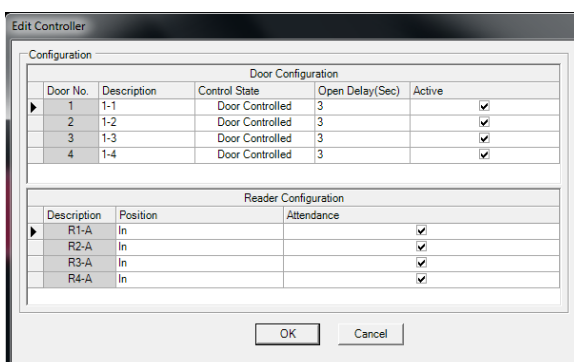 Edit Controller
Configuration
Door Configuration
Door No. Description Control State Open Delay(Sec) Active
1 1-1 Door Controlled 3
2 1-2 Door Controlled 3
3 1-3 Door Controlled 3
4 1-4 Door Controlled 3
Reader Configuration
Description Position Attendance
R1-A In
R2-A In
R3-A In
R4-A In
OK Cancel